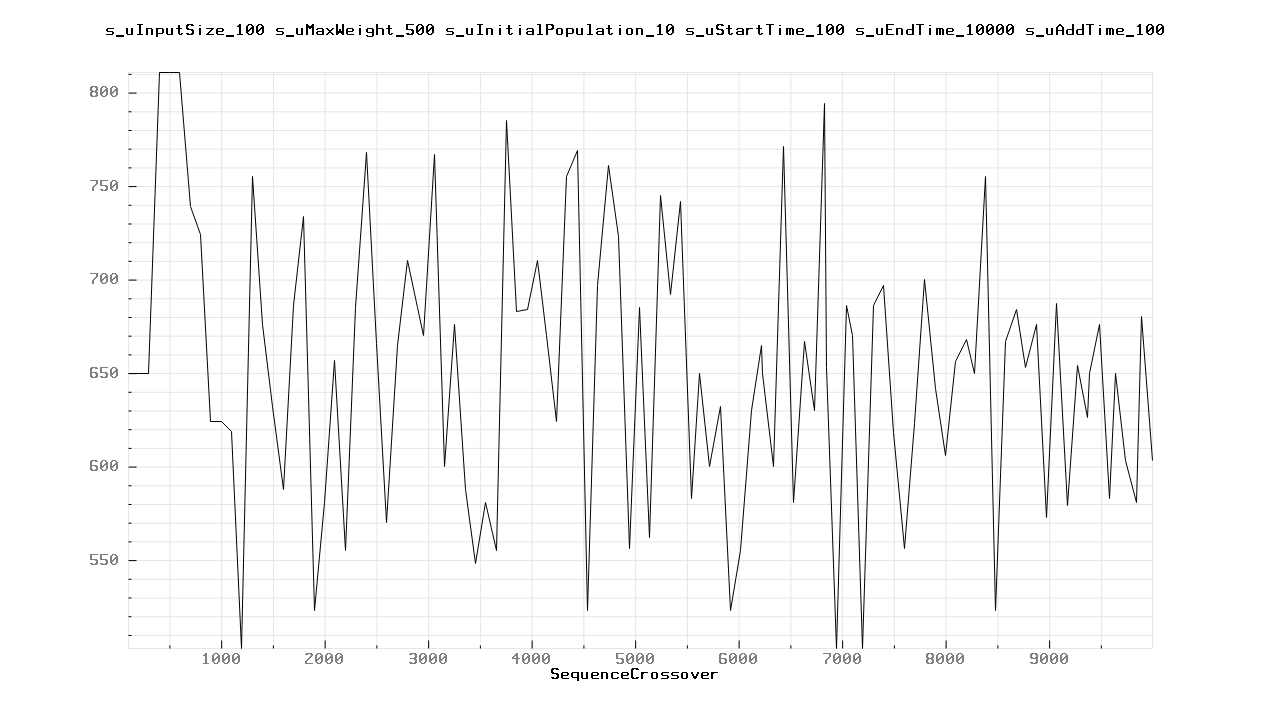 s_uInputSize_100 s_uMaxWeight_500 s_uInitialPopulation_10 s_uStartTime_100 s_uEndTime_10000 s_uAddTime_100
800
750
700
650
600
550
1000 2000 3000 4000 5000 6000 7000 8000 9000
SequenceCrossover